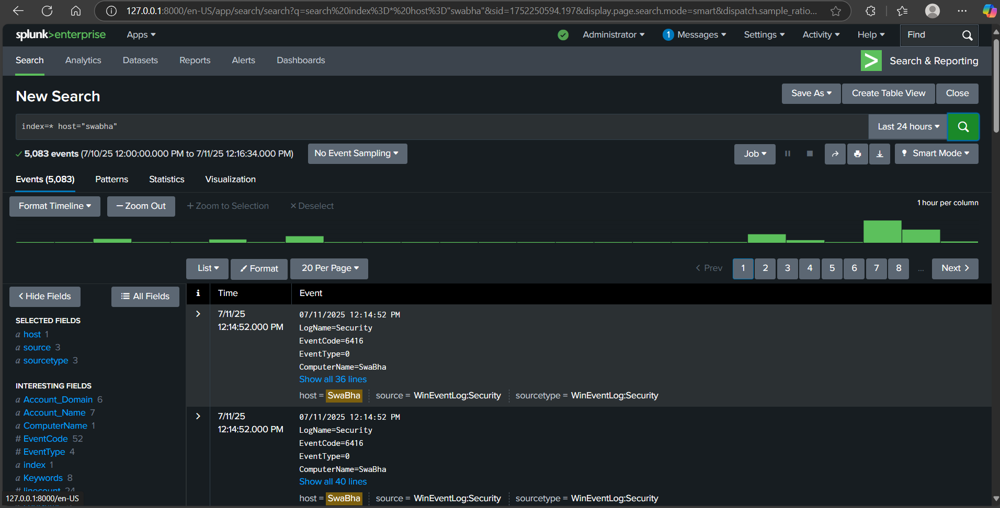 127.0.0.1:8000/en-US/app/search/search?q=search%20index%3D*%20host%3D"swabha"&sid=1752250594.197&display.page.search.mode=smart&dispatch.sample_ratio...
splunk>enterprise Apps Administrator 1 Messages Settings Activity Help Find
Search Analytics Datasets Reports Alerts Dashboards Search & Reporting
New Search Save As Create Table View Close
index=* host="swabha" Last 24 hours
5,083 events (7/10/25 12:00:00.000 PM to 7/11/25 12:16:34.000 PM) No Event Sampling Job Smart Mode
Events (5,083) Patterns Statistics Visualization
Format Timeline — Zoom Out + Zoom to Selection × Deselect 1 hour per column
List Format 20 Per Page < Prev 1 2 3 4 5 6 7 8 ... Next >
< Hide Fields All Fields i Time Event
SELECTED FIELDS
a host 1
a source 3
a sourcetype 3
INTERESTING FIELDS
a Account_Domain 6
a Account_Name 7
a ComputerName 1
# EventCode 52
# EventType 4
a index 1
a Keywords 8
# linecount 24
127.0.0.1:8000/en-US
> 7/11/25
12:14:52.000 PM
07/11/2025 12:14:52 PM
LogName=Security
EventCode=6416
EventType=0
ComputerName=SwaBha
Show all 36 lines
host = SwaBha source = WinEventLog:Security sourcetype = WinEventLog:Security
> 7/11/25
12:14:52.000 PM
07/11/2025 12:14:52 PM
LogName=Security
EventCode=6416
EventType=0
ComputerName=SwaBha
Show all 40 lines
host = SwaBha source = WinEventLog:Security sourcetype = WinEventLog:Security